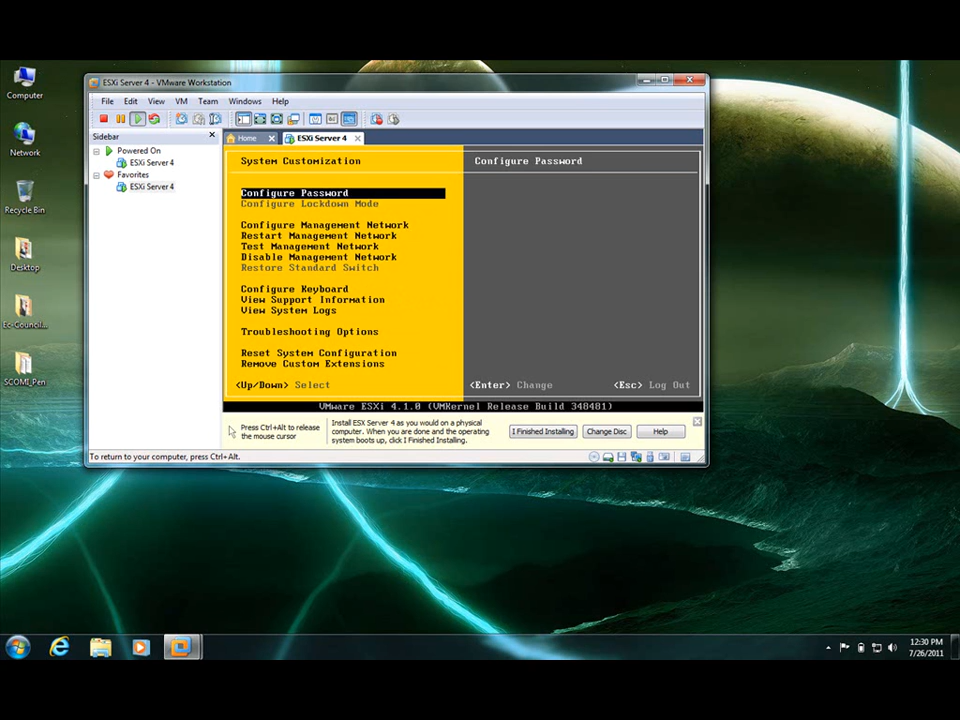 Computer
Network
Recycle Bin
Desktop
Ec-Council...
SCOMI_Pen
ESXi Server 4 - VMware Workstation
File Edit View VM Team Windows Help
Sidebar
Powered On
ESXi Server 4
Favorites
ESXi Server 4
Home
ESXi Server 4
System Customization
Configure Password
Configure Lockdown Mode
Configure Management Network
Restart Management Network
Test Management Network
Disable Management Network
Restore Standard Switch
Configure Keyboard
View Support Information
View System Logs
Troubleshooting Options
Reset System Configuration
Remove Custom Extensions
<Up/Down> Select
Configure Password
<Enter> Change
<Esc> Log Out
VMware ESXi 4.1.0 (VMKernel Release Build 348481)
Press Ctrl+Alt to release
the mouse cursor
Install ESX Server 4 as you would on a physical
computer. When you are done and the operating
system boots up, click I Finished Installing.
I Finished Installing
Change Disc
Help
To return to your computer, press Ctrl+Alt.
12:30 PM
7/26/2011